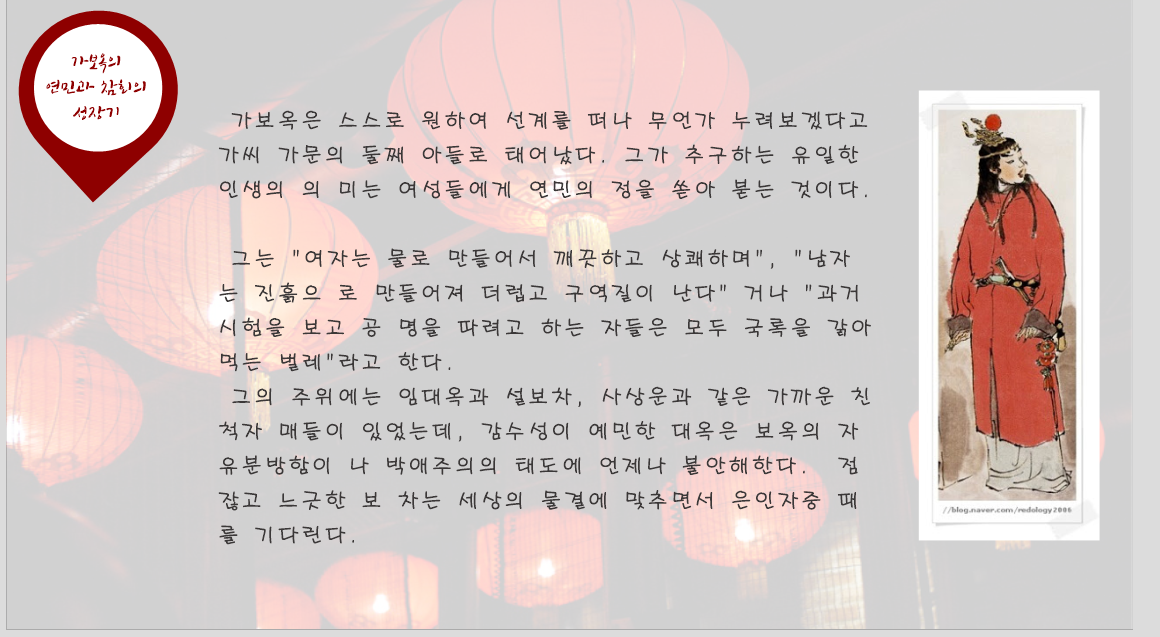 가보옥의
연민과 참회의
성장기
가보옥은 스스로 원하여 선계를 떠나 무언가 누려보겠다고
가씨 가문의 둘째 아들로 태어났다. 그가 추구하는 유일한
인생의 의 미는 여성들에게 연민의 정을 쏟아 붇는 것이다.
그는 "여자는 물로 만들어서 깨끗하고 상쾌하며", "남자
는 진흙으 로 만들어져 더럽고 구역질이 난다" 거나 "과거
시험을 보고 공 명을 따려고 하는 자들은 모두 국록을 갉아
먹는 벌레"라고 한다.
그의 주위에는 임대옥과 설보차, 사상운과 같은 가까운 친
척자 매들이 있었는데, 감수성이 예민한 대옥은 보옥의 자
유분방함이 나 박애주의의 태도에 언제나 불안해한다. 점
잖고 느긋한 보 차는 세상의 물결에 맞추면서 은인자중 때
를 기다린다.
//blog.naver.com/redology2006